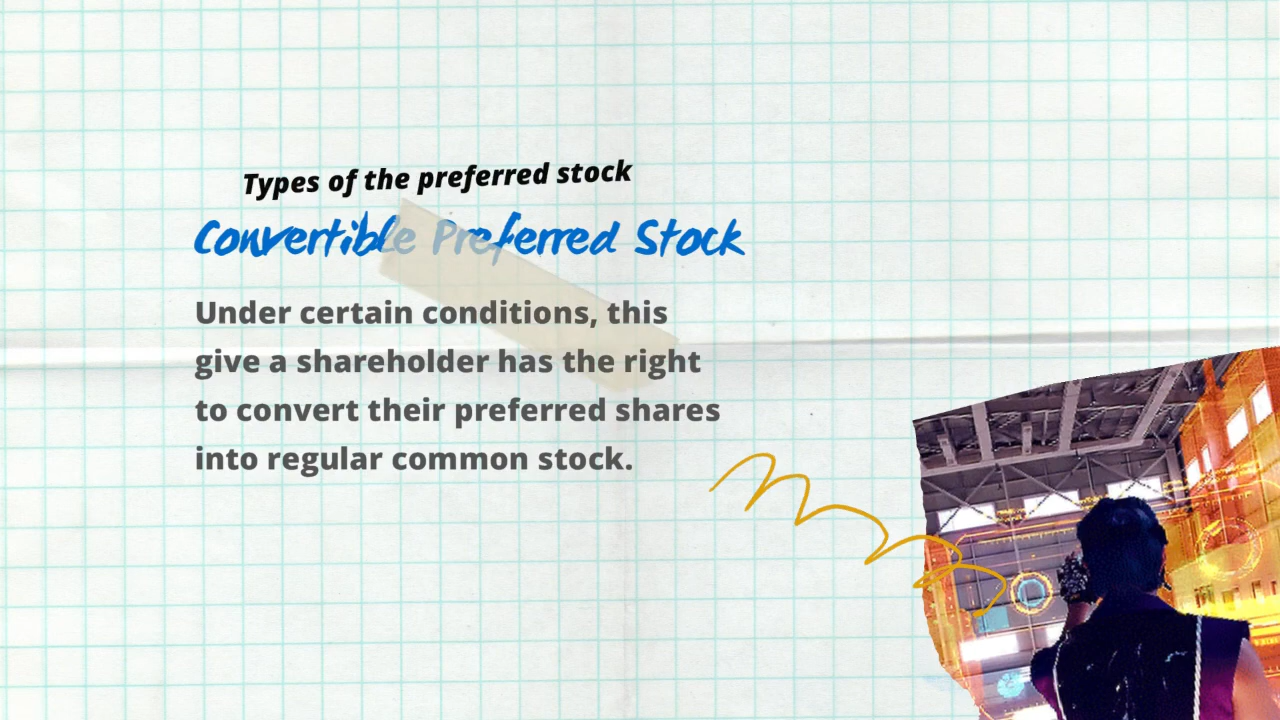 Types of the preferred stock
Convertible Preferred Stock
Under certain conditions, this
give a shareholder has the right
to convert their preferred shares
into regular common stock.